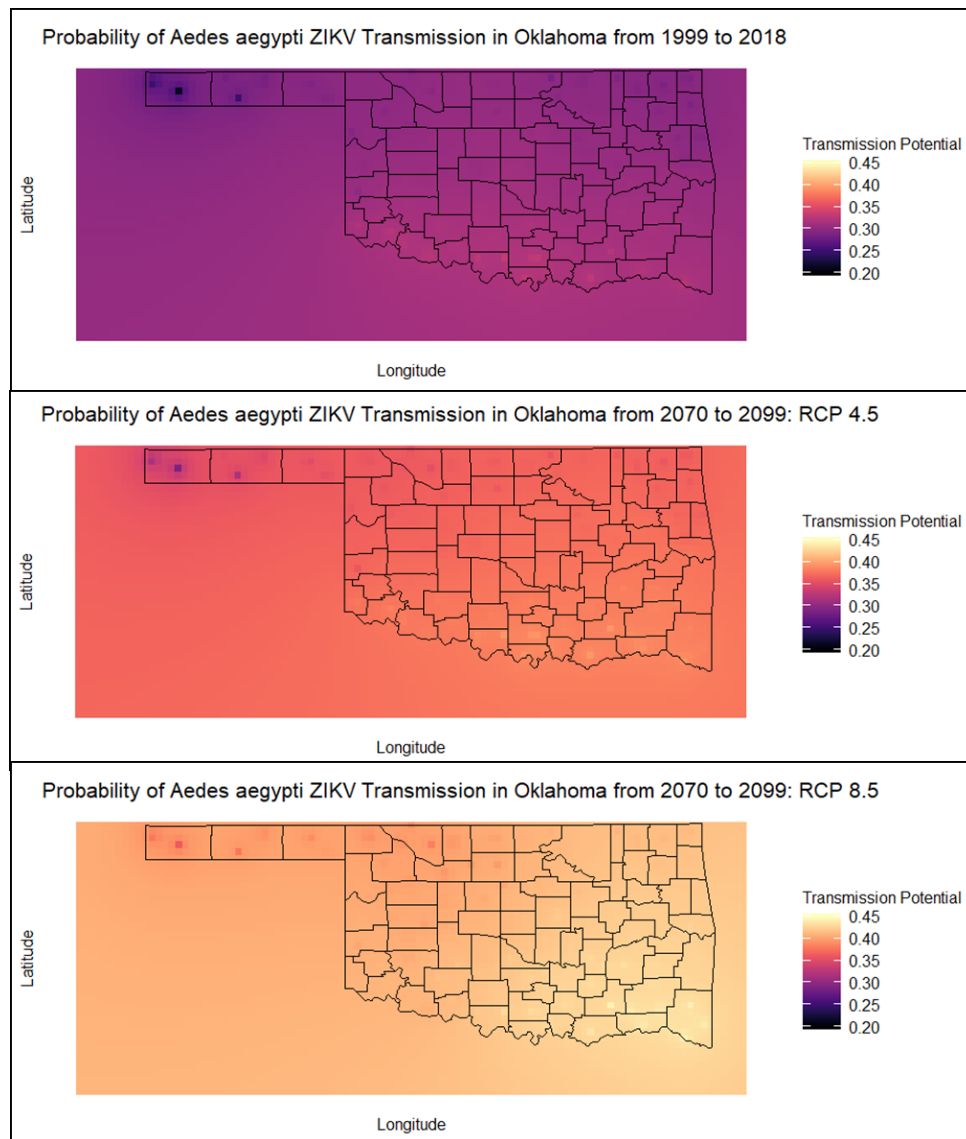 Probability of Aedes aegypti ZIKV Transmission in Oklahoma from 1999 to 2018
Transmission Potential
0.45
0.40
0.35
0.30
0.25
0.20
Latitude
Longitude
Probability of Aedes aegypti ZIKV Transmission in Oklahoma from 2070 to 2099: RCP 4.5
Transmission Potential
0.45
0.40
0.35
0.30
0.25
0.20
Latitude
Longitude
Probability of Aedes aegypti ZIKV Transmission in Oklahoma from 2070 to 2099: RCP 8.5
Transmission Potential
0.45
0.40
0.35
0.30
0.25
0.20
Latitude
Longitude